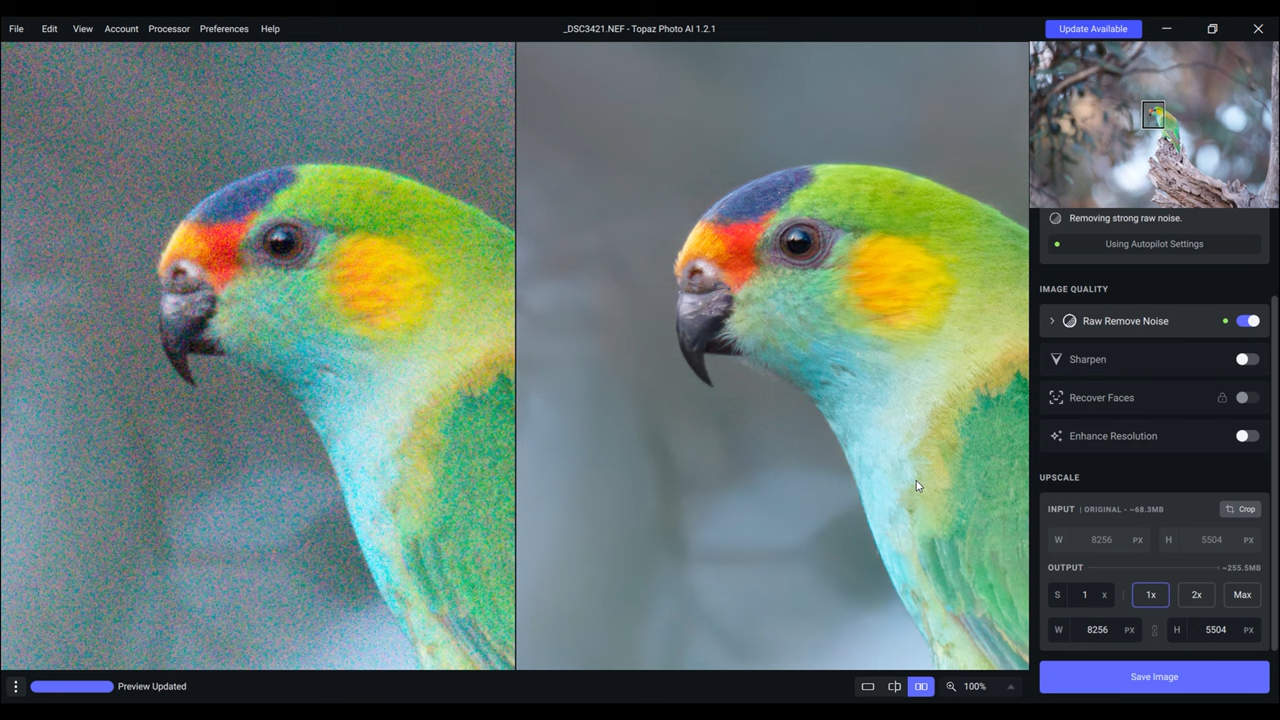 File Edit View Account Processor Preferences Help _DSC3421.NEF - Topaz Photo AI 1.2.1 Update Available
Removing strong raw noise.
Using Autopilot Settings
IMAGE QUALITY
Raw Remove Noise
Sharpen
Recover Faces
Enhance Resolution
UPSCALE
INPUT | ORIGINAL - ~68.3MB Crop
W 8256 PX H 5504 PX
OUTPUT ~255.5MB
S 1 x 1x 2x Max
W 8256 PX H 5504 PX
Save Image
Preview Updated 100%